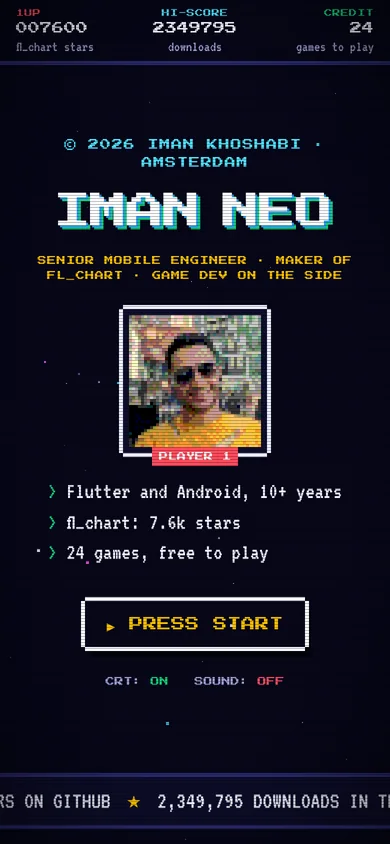 1UP HI-SCORE CREDIT
007600 2349795 24
fl_chart stars downloads games to play
© 2026 IMAN KHOSHABI ·
AMSTERDAM
IMAN NEO
SENIOR MOBILE ENGINEER · MAKER OF
FL_CHART · GAME DEV ON THE SIDE
PLAYER 1
> Flutter and Android, 10+ years
> fl_chart: 7.6k stars
> 24 games, free to play
▶ PRESS START
CRT: ON SOUND: OFF
RS ON GITHUB ★ 2,349,795 DOWNLOADS IN T